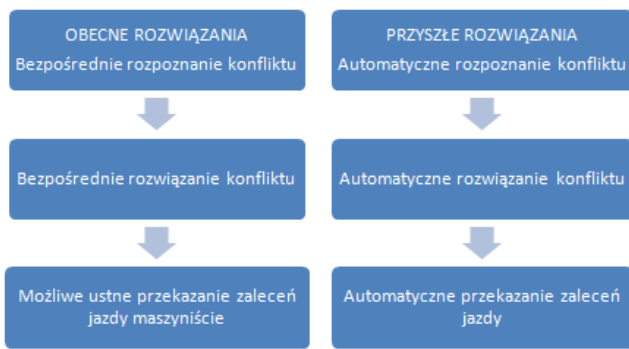 OBECNE ROZWIĄZANIA
Bezpośrednie rozpoznanie konfliktu
Bezpośrednie rozwiązanie konfliktu
Możliwe ustne przekazanie zaleceń
jazdy maszyniście
PRZYSZŁE ROZWIĄZANIA
Automatyczne rozpoznanie konfliktu
Automatyczne rozwiązanie konfliktu
Automatyczne przekazanie zaleceń
jazdy